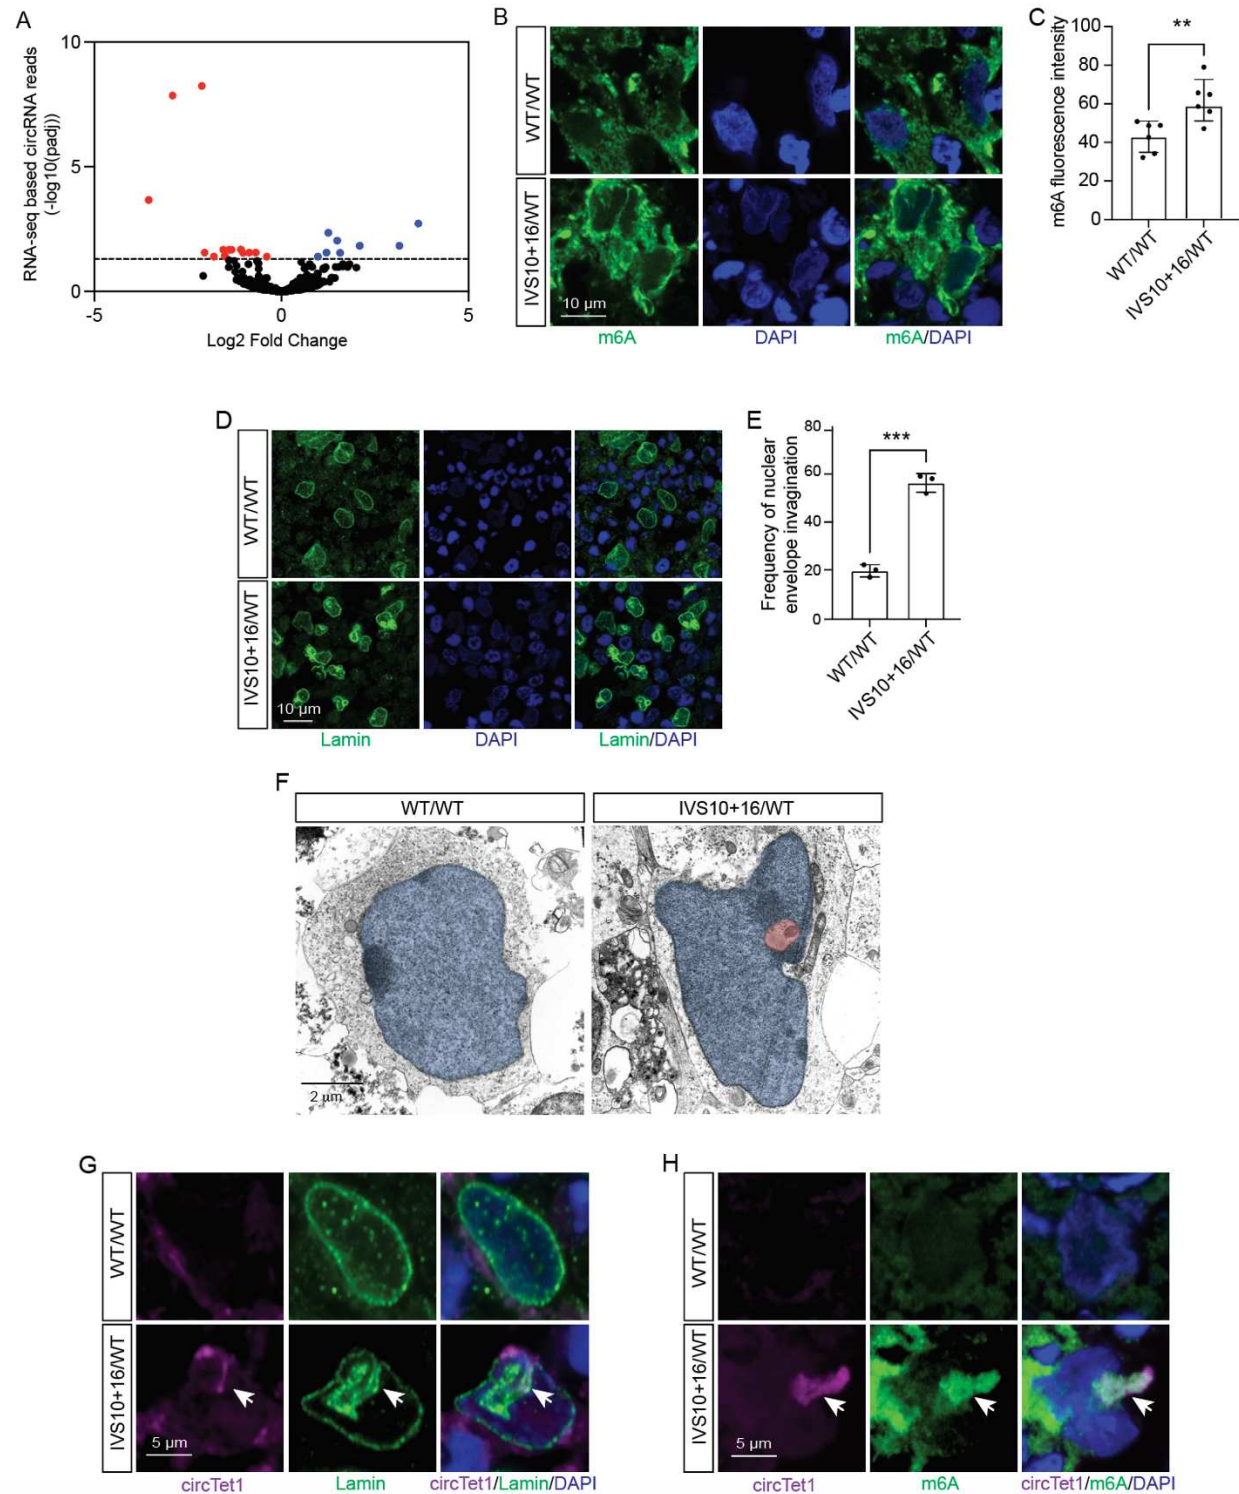 A
RNA-seq based circRNA reads
(-log10(padj))
10
5
0
-5
0
5
Log2 Fold Change
B
WT/WT
IVS10+16/WT
10 µm
m6A
DAPI
m6A/DAPI
C
m6A fluorescence intensity
100
80
60
40
20
0
**
WT/WT
IVS10+16/WT
D
WT/WT
IVS10+16/WT
10 µm
Lamin
DAPI
Lamin/DAPI
E
Frequency of nuclear
envelope invagination
80
60
40
20
0
***
WT/WT
IVS10+16/WT
F
WT/WT
IVS10+16/WT
2 µm
G
WT/WT
IVS10+16/WT
5 µm
circTet1
Lamin
circTet1/Lamin/DAPI
H
WT/WT
IVS10+16/WT
5 µm
circTet1
m6A
circTet1/m6A/DAPI